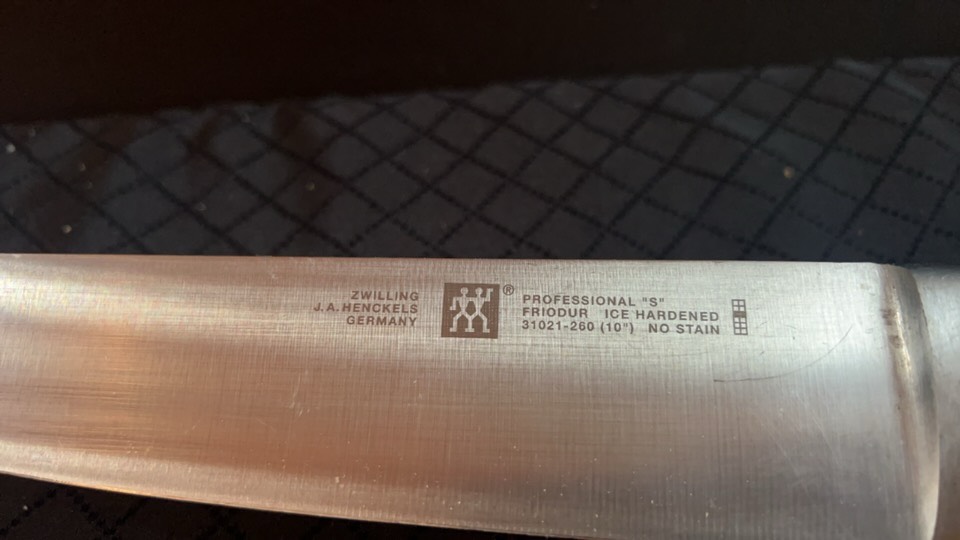 ZWILLING
J.A. HENCKELS
GERMANY
®
PROFESSIONAL "S"
FRIODUR ICE HARDENED
31021-260 (10") NO STAIN